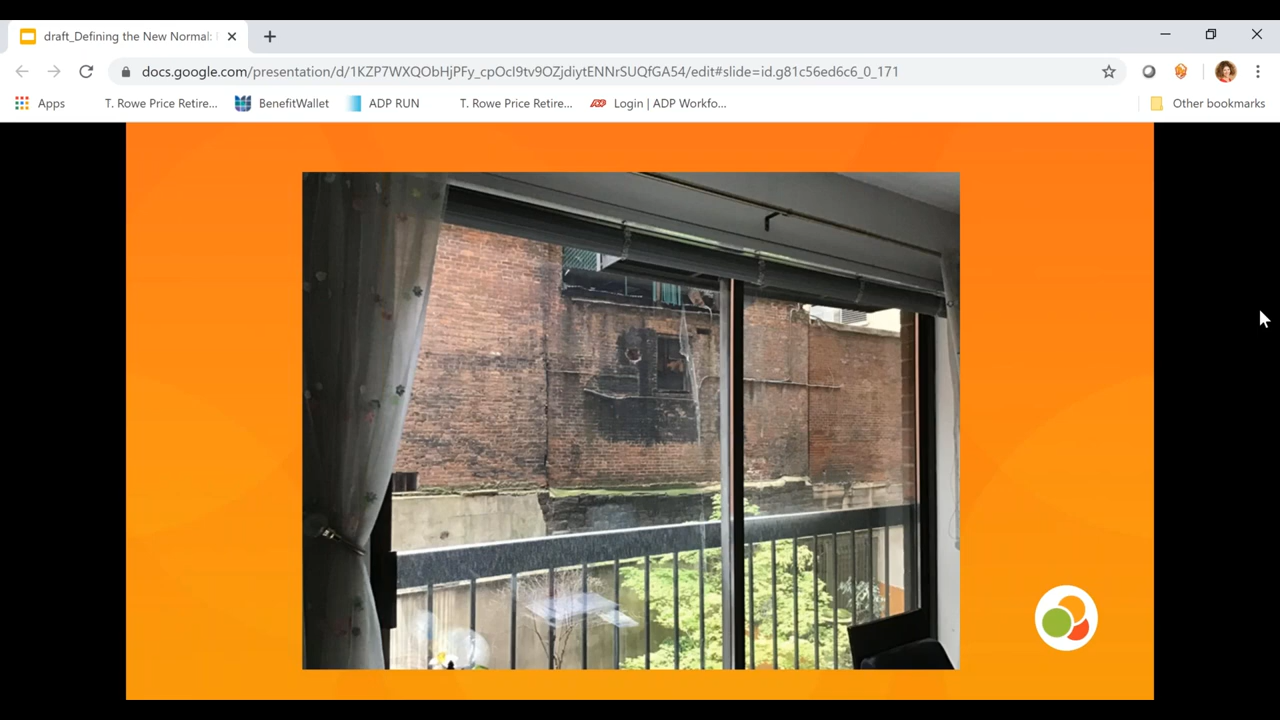 draft_Defining the New Normal:
docs.google.com/presentation/d/1KZP7WXQObHjPFy_cpOcI9tv9OZjdiytENNrSUQfGA54/edit#slide=id.g81c56ed6c6_0_171
Apps T. Rowe Price Retire... BenefitWallet ADP RUN T. Rowe Price Retire... Login | ADP Workfo... Other bookmarks